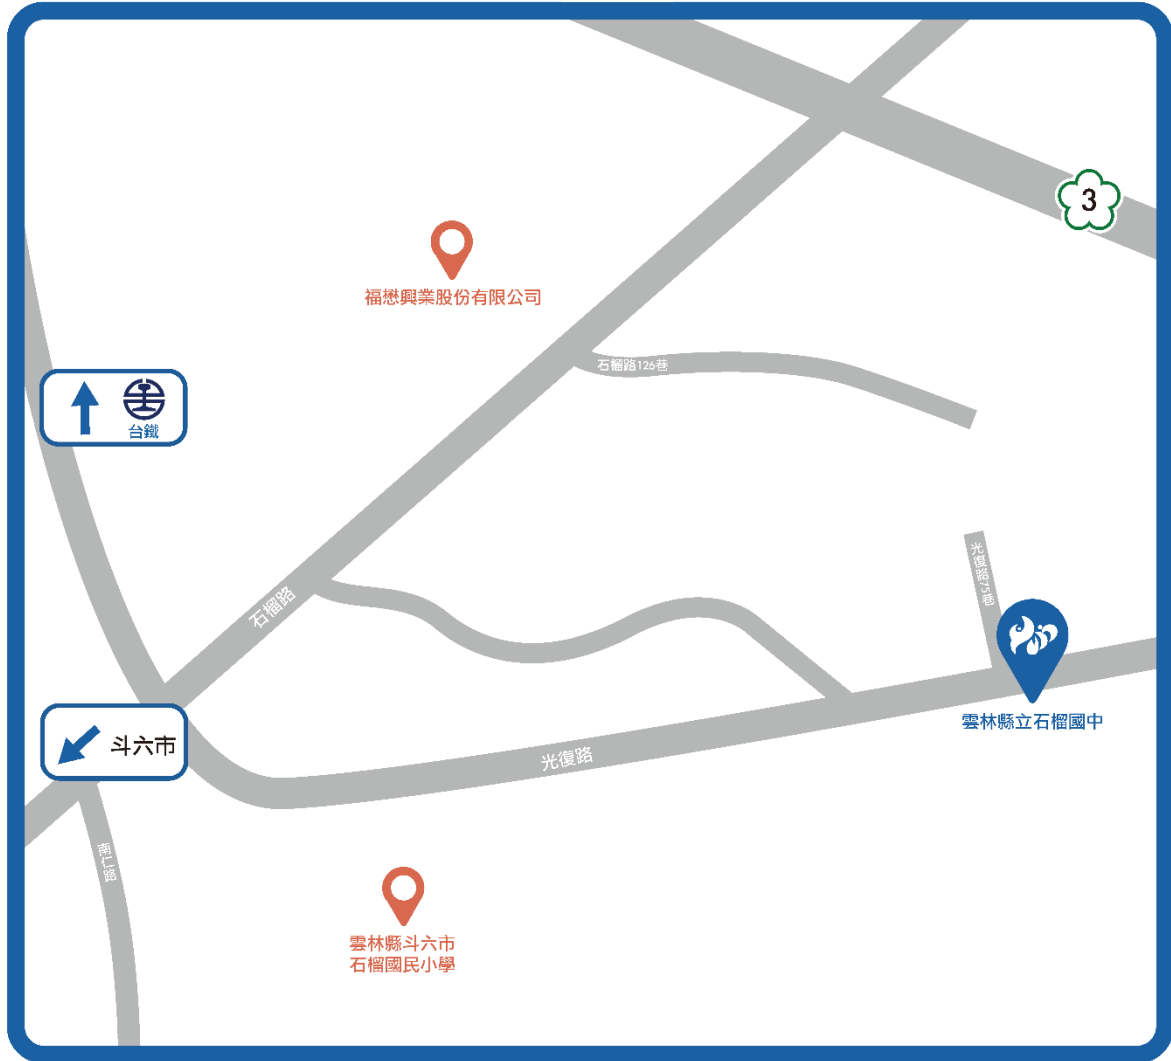 3
福懋興業股份有限公司
石榴路126巷
台鐵
光復路75巷
石榴路
雲林縣立石榴國中
斗六市
光復路
南仁路
雲林縣斗六市
石榴國民小學